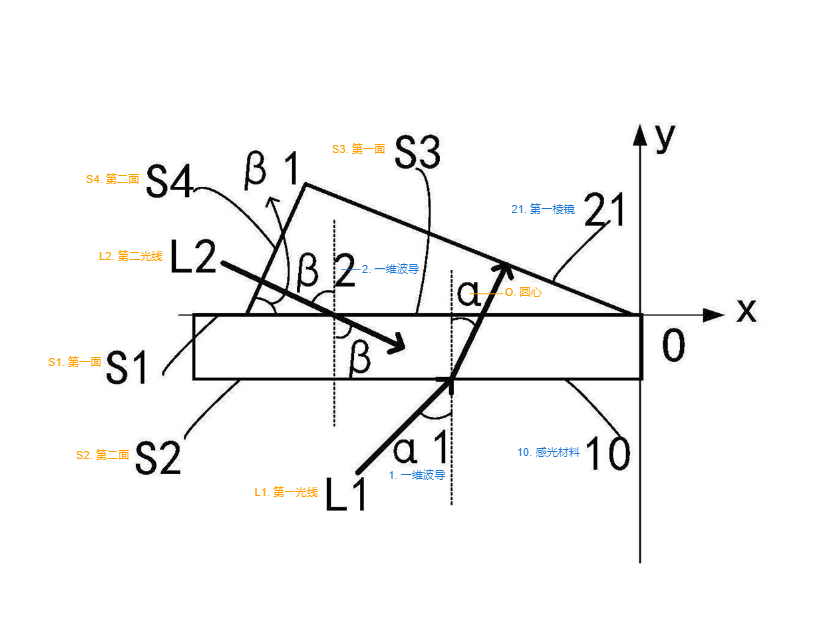 y
S3. 第一面 S3
β 1
S4. 第二面 S4
21. 第一棱镜 21
L2. 第二光线 L2
β 2
2. 一维波导
α
O. 圆心
x
0
S1. 第一面 S1
β
S2. 第二面 S2
α 1
10. 感光材料 10
1. 一维波导
L1. 第一光线 L1